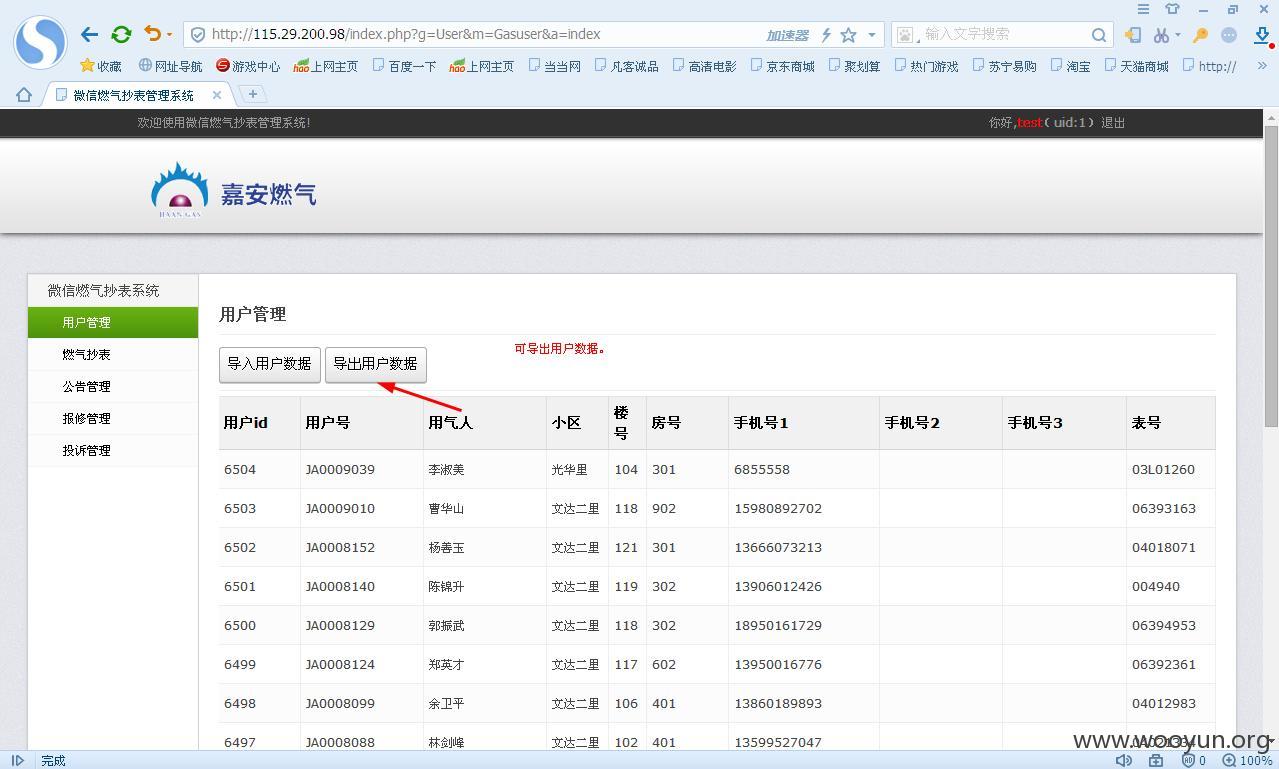 http://115.29.200.98/index.php?g=User&m=Gasuser&a=index 加速器 输入文字搜索
收藏 网址导航 游戏中心 hao上网主页 百度一下 hao上网主页 当当网 凡客诚品 高清电影 京东商城 聚划算 热门游戏 苏宁易购 淘宝 天猫商城 http:// »
微信燃气抄表管理系统 × +
欢迎使用微信燃气抄表管理系统! 你好,test( uid:1 ) 退出
嘉安燃气
微信燃气抄表系统
用户管理
燃气抄表
公告管理
报修管理
投诉管理
用户管理
导入用户数据 导出用户数据 可导出用户数据。
用户id 用户号 用气人 小区 楼号 房号 手机号1 手机号2 手机号3 表号
6504 JA0009039 李淑美 光华里 104 301 6855558 03L01260
6503 JA0009010 曹华山 文达二里 118 902 15980892702 06393163
6502 JA0008152 杨善玉 文达二里 121 301 13666073213 04018071
6501 JA0008140 陈锦升 文达二里 119 302 13906012426 004940
6500 JA0008129 郭振武 文达二里 118 302 18950161729 06394953
6499 JA0008124 郑英才 文达二里 117 602 13950016776 06392361
6498 JA0008099 余卫平 文达二里 106 401 13860189893 04012983
6497 JA0008088 林剑峰 文达二里 102 401 13599527047
www.wooyun.org
完成 0 100%